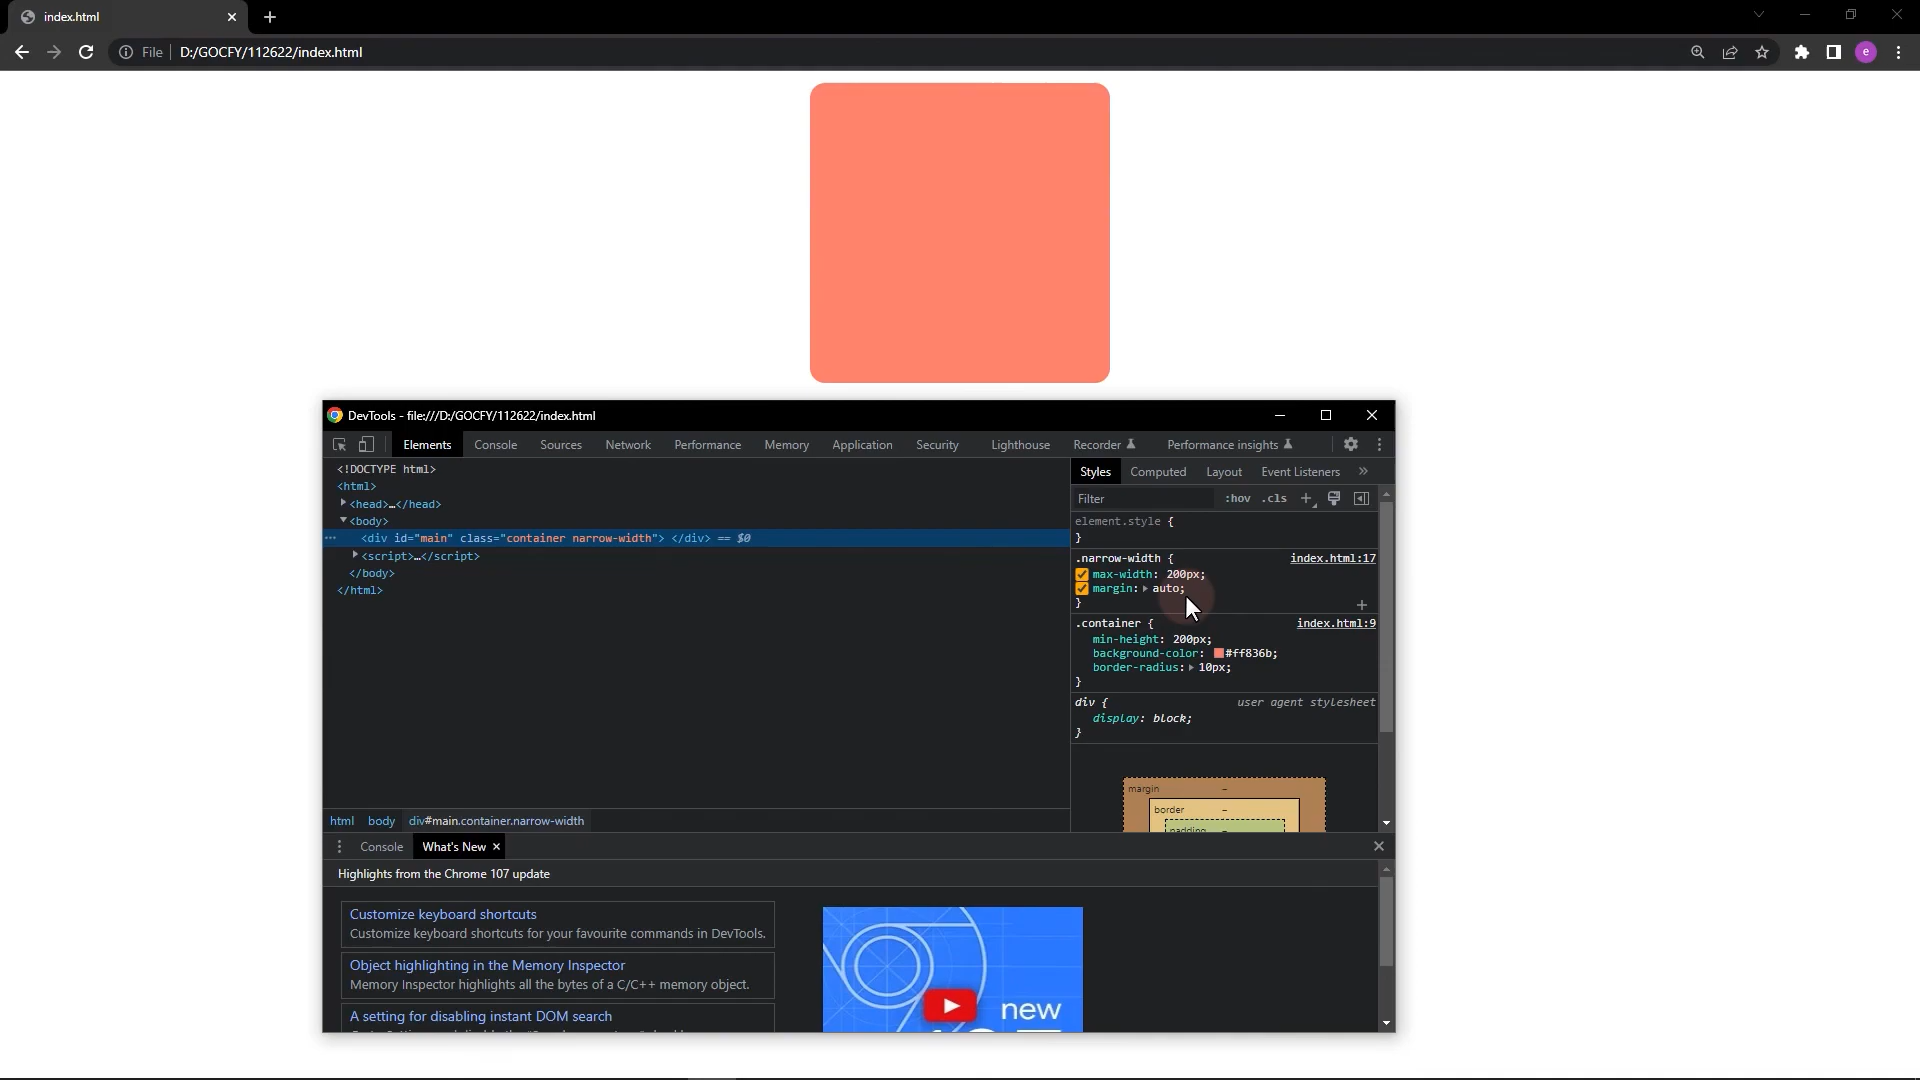 index.html
File D:/GOCFY/112622/index.html
e
DevTools - file:///D:/GOCFY/112622/index.html
Elements Console Sources Network Performance Memory Application Security Lighthouse Recorder Performance insights
<!DOCTYPE html>
<html>
<head>…</head>
<body>
<div id="main" class="container narrow-width"> </div> == $0
<script>…</script>
</body>
</html>
html body div#main.container.narrow-width
Styles Computed Layout Event Listeners »
Filter :hov .cls +
element.style {
}
.narrow-width { index.html:17
max-width: 200px;
margin: auto;
}
.container { index.html:9
min-height: 200px;
background-color: #ff836b;
border-radius: 10px;
}
div { user agent stylesheet
display: block;
}
margin –
border –
padding –
Console What's New
Highlights from the Chrome 107 update
Customize keyboard shortcuts
Customize keyboard shortcuts for your favourite commands in DevTools.
Object highlighting in the Memory Inspector
Memory Inspector highlights all the bytes of a C/C++ memory object.
A setting for disabling instant DOM search
new